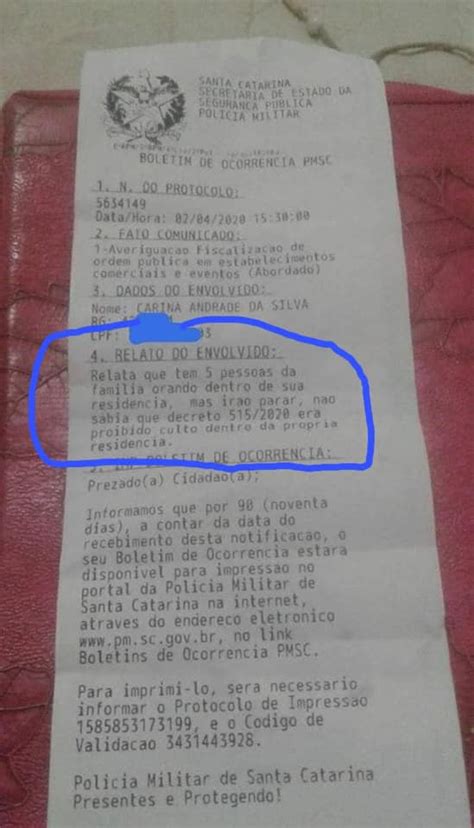 SANTA CATARINA
SECRETARIA DE ESTADO DA
SEGURANCA PUBLICA
POLICIA MILITAR
BOLETIM DE OCORRENCIA PMSC
1. N. DO PROTOCOLO:
5634149
Data/Hora: 02/04/2020 15:30:00
2. FATO COMUNICADO:
1-Averiguacao Fiscalizacao de
ordem publica em estabelecimentos
comerciais e eventos (Abordado)
3. DADOS DO ENVOLVIDO:
Nome: CARINA ANDRADE DA SILVA
RG:
CPF:
4. RELATO DO ENVOLVIDO:
Relata que tem 5 pessoas da
familia orando dentro de sua
residencia, mas irao parar, nao
sabia que decreto 515/2020 era
proibido culto dentro da propria
residencia.
BOLETIM DE OCORRENCIA:
Prezado(a) Cidadao(a);
Informamos que por 90 (noventa
dias), a contar da data do
recebimento desta notificacao, o
seu Boletim de Ocorrencia estara
disponivel para impressao no
portal da Policia Militar de
Santa Catarina na internet,
atraves do endereco eletronico
www.pm.sc.gov.br, no link
Boletins de Ocorrencia PMSC.
Para imprimi-lo, sera necessario
informar o Protocolo de Impressao
1585853173199, e o Codigo de
Validacao 3431443928.
Policia Militar de Santa Catarina
Presentes e Protegendo!